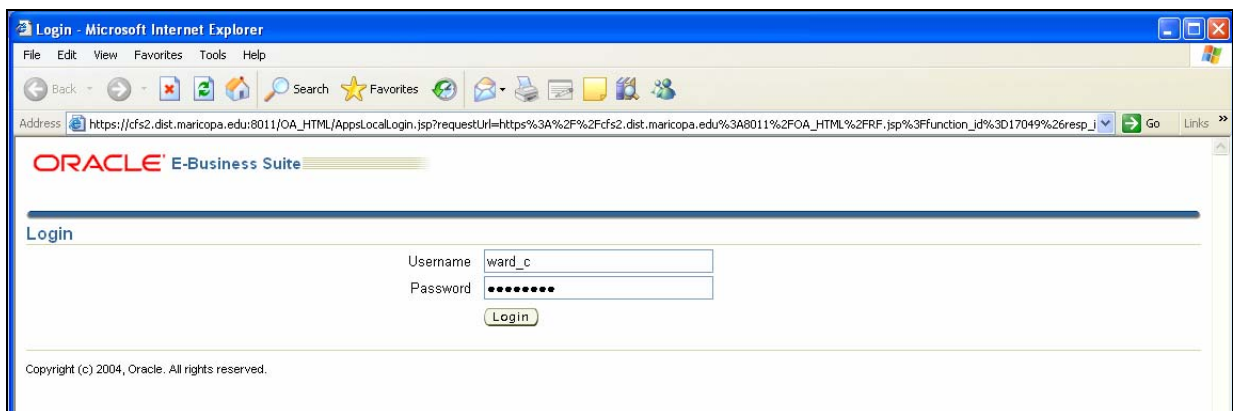 Login - Microsoft Internet Explorer
File Edit View Favorites Tools Help
Back Search Favorites
Address https://cfs2.dist.maricopa.edu:8011/OA_HTML/AppsLocalLogin.jsp?requestUrl=https%3A%2F%2Fcfs2.dist.maricopa.edu%3A8011%2FOA_HTML%2FRF.jsp%3Ffunction_id%3D17049%26resp_i Go Links »
ORACLE' E-Business Suite
Login
Username ward_c
Password ••••••••
Login
Copyright (c) 2004, Oracle. All rights reserved.